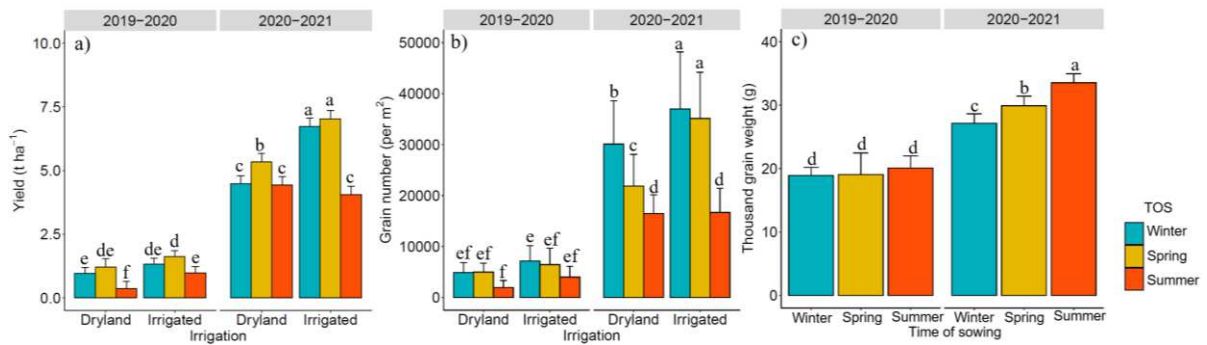 2019−2020 2020−2021
a)
Yield (t ha⁻¹)
10.0
7.5
5.0
2.5
0.0
e de f de d e c b c a a c
Dryland Irrigated Dryland Irrigated
Irrigation
2019−2020 2020−2021
b)
Grain number (per m²)
50000
40000
30000
20000
10000
0
ef ef f e ef ef b c d a a d
Dryland Irrigated Dryland Irrigated
Irrigation
2019−2020 2020−2021
c)
Thousand grain weight (g)
40
30
20
10
0
d d d c b a
Winter Spring Summer Winter Spring Summer
Time of sowing
TOS
Winter
Spring
Summer